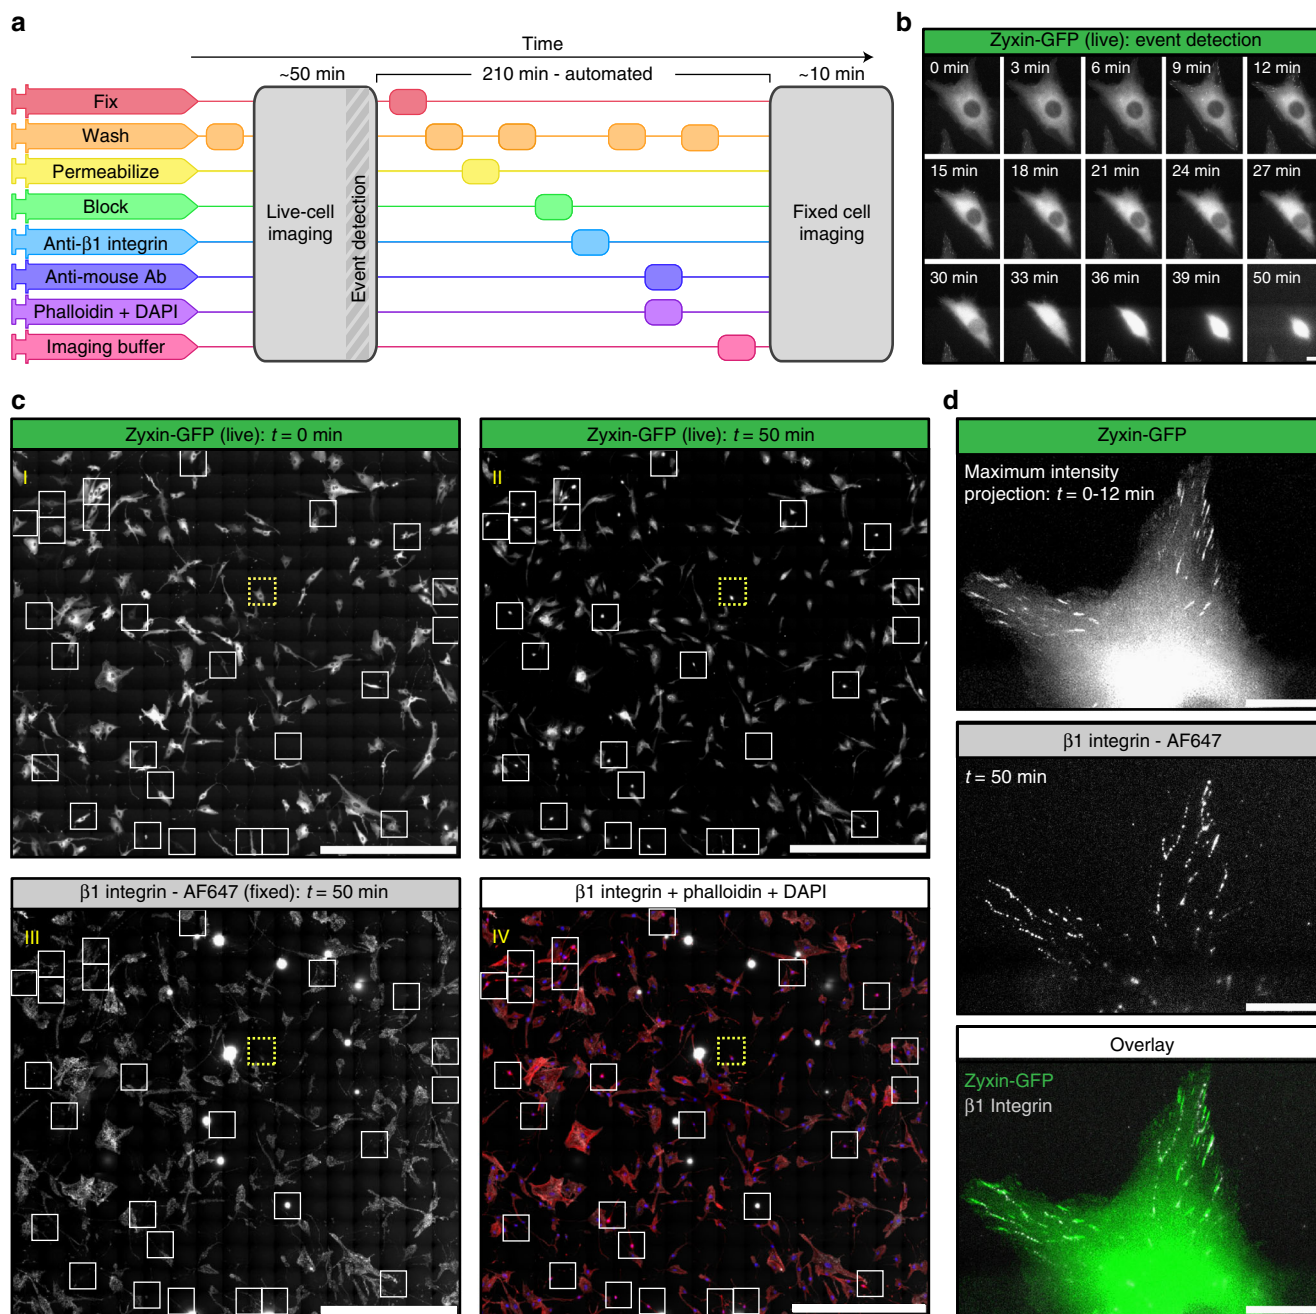 a
Time
~50 min
210 min - automated
~10 min
Fix
Wash
Permeabilize
Block
Anti-β1 integrin
Anti-mouse Ab
Phalloidin + DAPI
Imaging buffer
Live-cell
imaging
Event detection
Fixed cell
imaging
b
Zyxin-GFP (live): event detection
0 min
3 min
6 min
9 min
12 min
15 min
18 min
21 min
24 min
27 min
30 min
33 min
36 min
39 min
50 min
c
Zyxin-GFP (live): t = 0 min
I
Zyxin-GFP (live): t = 50 min
II
β1 integrin - AF647 (fixed): t = 50 min
III
β1 integrin + phalloidin + DAPI
IV
d
Zyxin-GFP
Maximum intensity
projection: t = 0-12 min
β1 integrin - AF647
t = 50 min
Overlay
Zyxin-GFP
β1 Integrin